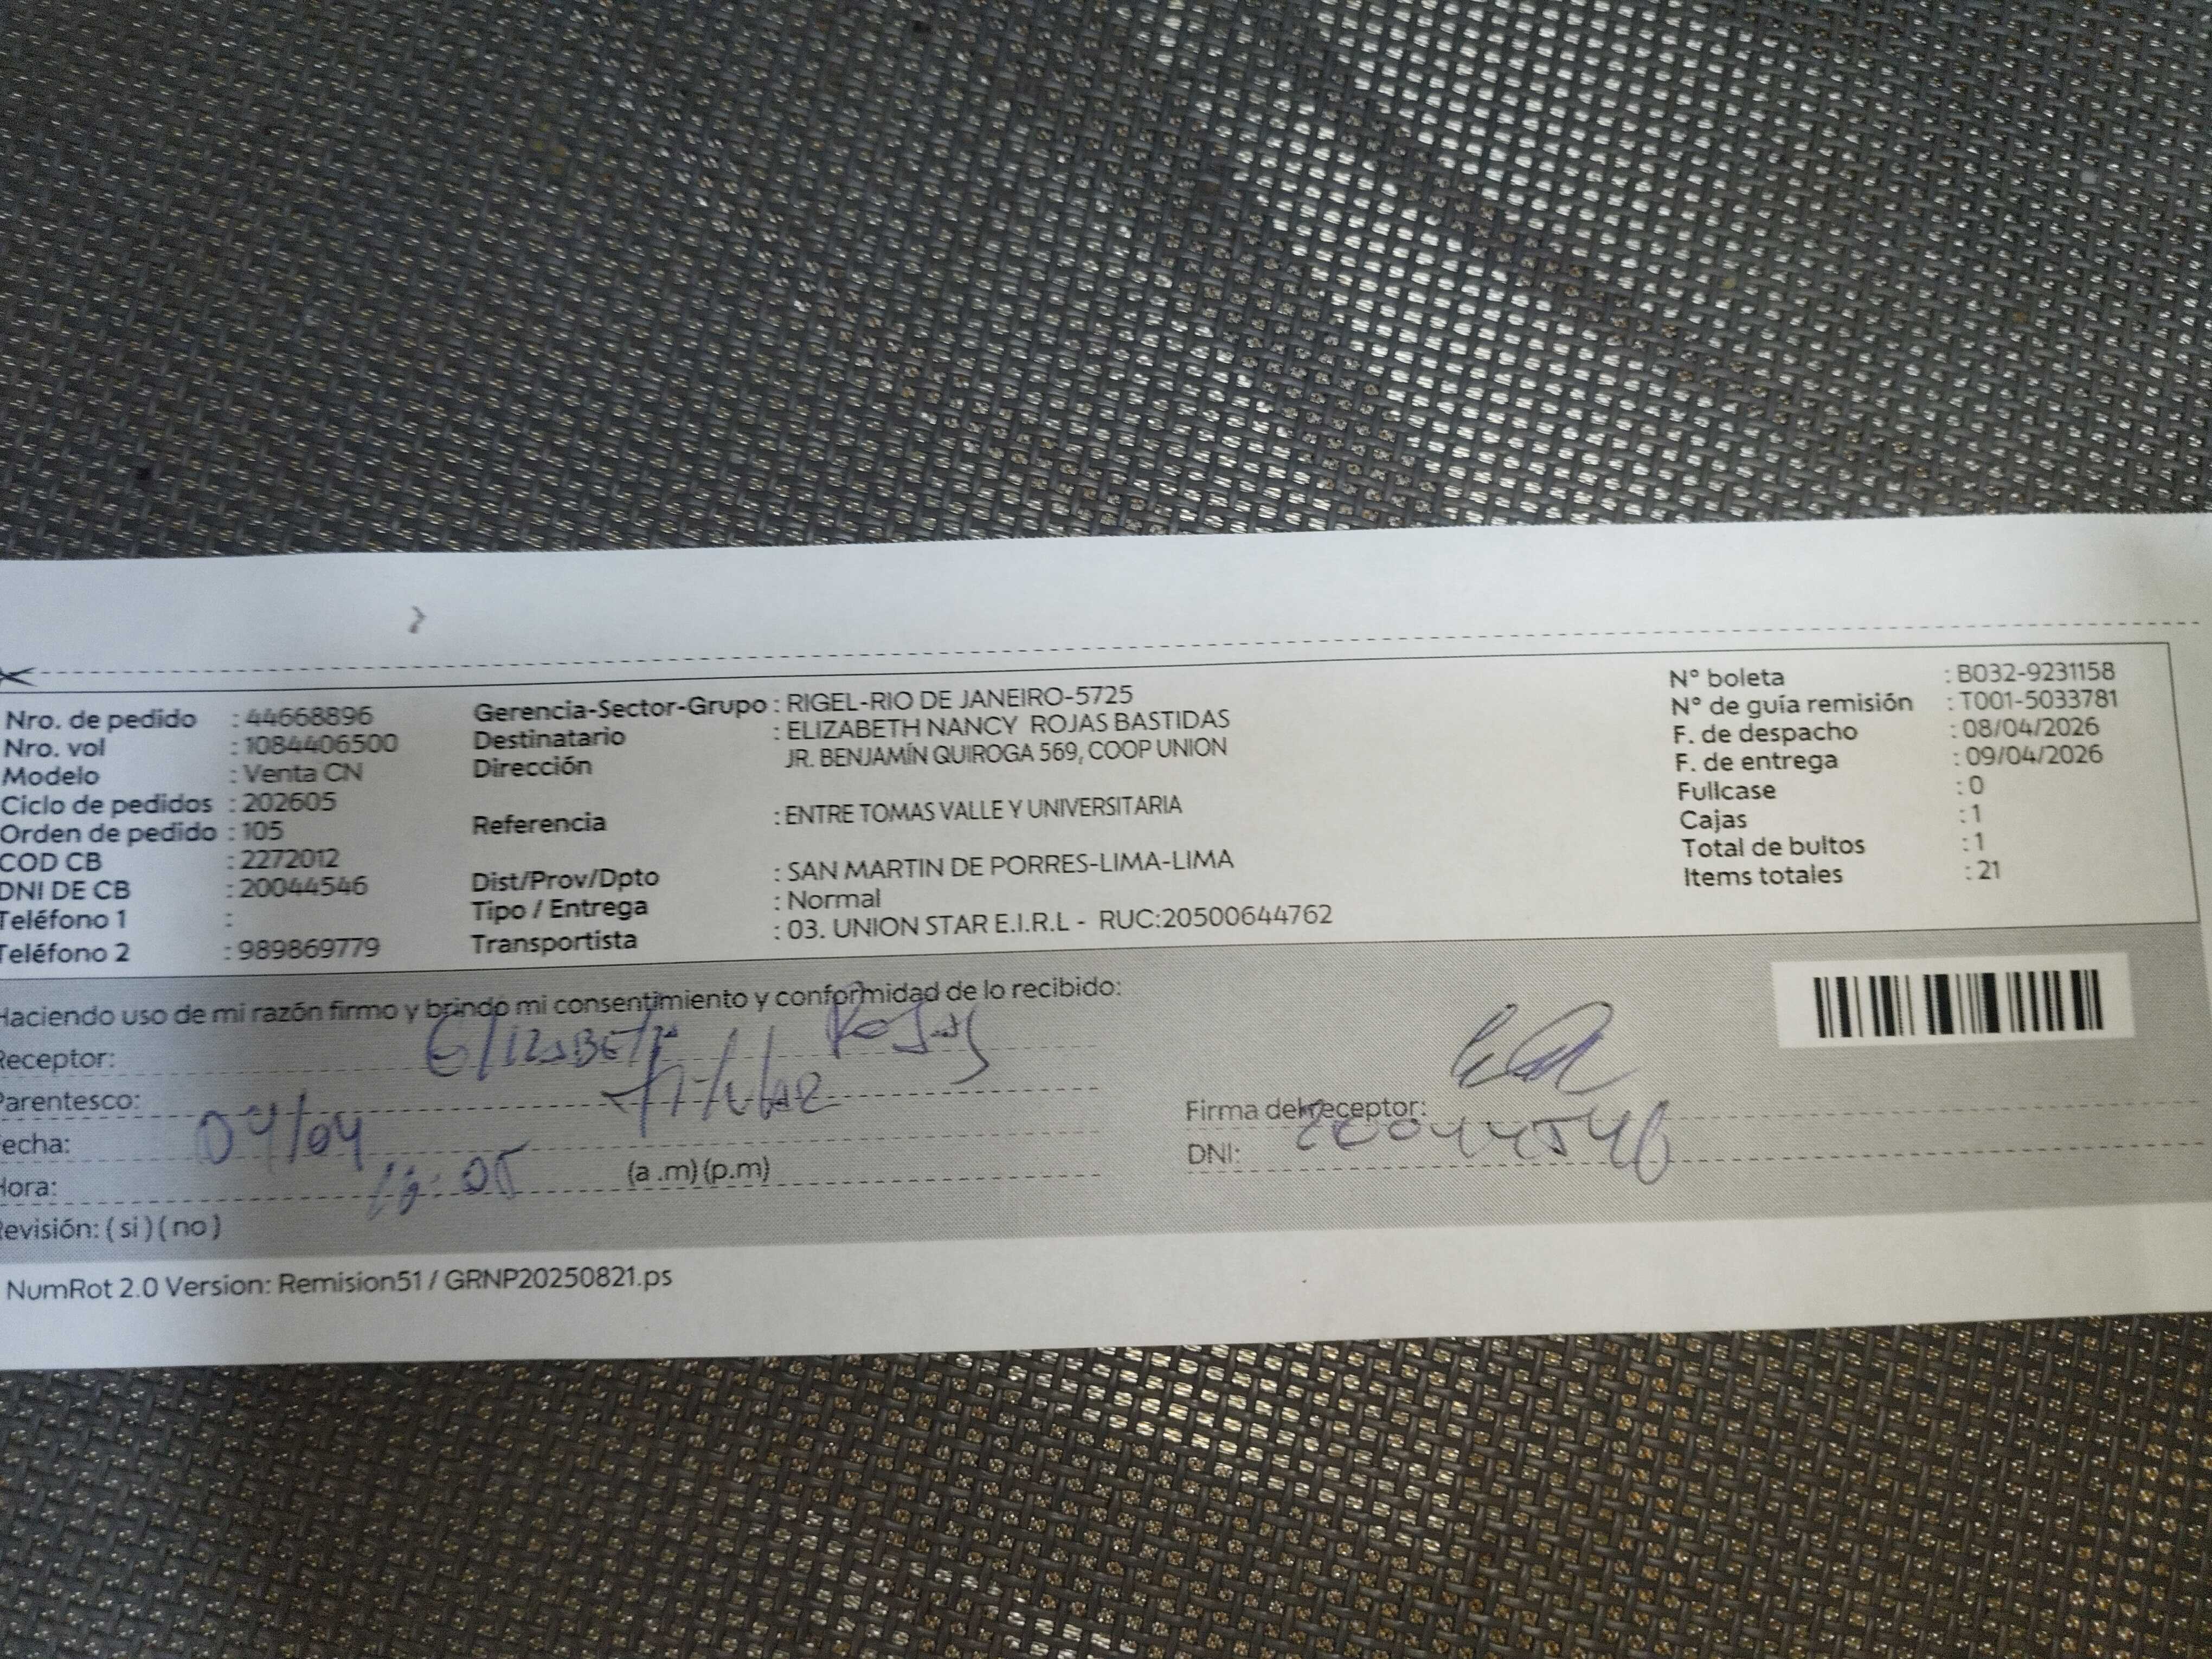 Nro. de pedido : 44668896
Nro. vol : 1084406500
Modelo : Venta CN
Ciclo de pedidos : 202605
Orden de pedido : 105
COD CB : 2272012
DNI DE CB : 20044546
Teléfono 1 :
Teléfono 2 : 989869779
Gerencia-Sector-Grupo : RIGEL-RIO DE JANEIRO-5725
Destinatario : ELIZABETH NANCY ROJAS BASTIDAS
Dirección JR. BENJAMÍN QUIROGA 569, COOP UNION
Referencia : ENTRE TOMAS VALLE Y UNIVERSITARIA
Dist/Prov/Dpto : SAN MARTIN DE PORRES-LIMA-LIMA
Tipo / Entrega : Normal
Transportista : 03. UNION STAR E.I.R.L - RUC:20500644762
N° boleta : B032-9231158
N° de guía remisión : T001-5033781
F. de despacho : 08/04/2026
F. de entrega : 09/04/2026
Fullcase : 0
Cajas : 1
Total de bultos : 1
Items totales : 21
Haciendo uso de mi razón firmo y brindo mi consentimiento y conformidad de lo recibido:
Receptor: ElizaBeth Rojas
Parentesco: Titular
Fecha: 09/04
Hora: :05 (a .m) (p.m)
Revisión: ( si ) ( no )
Firma del receptor:
DNI: 20044546
NumRot 2.0 Version: Remision51 / GRNP20250821.ps